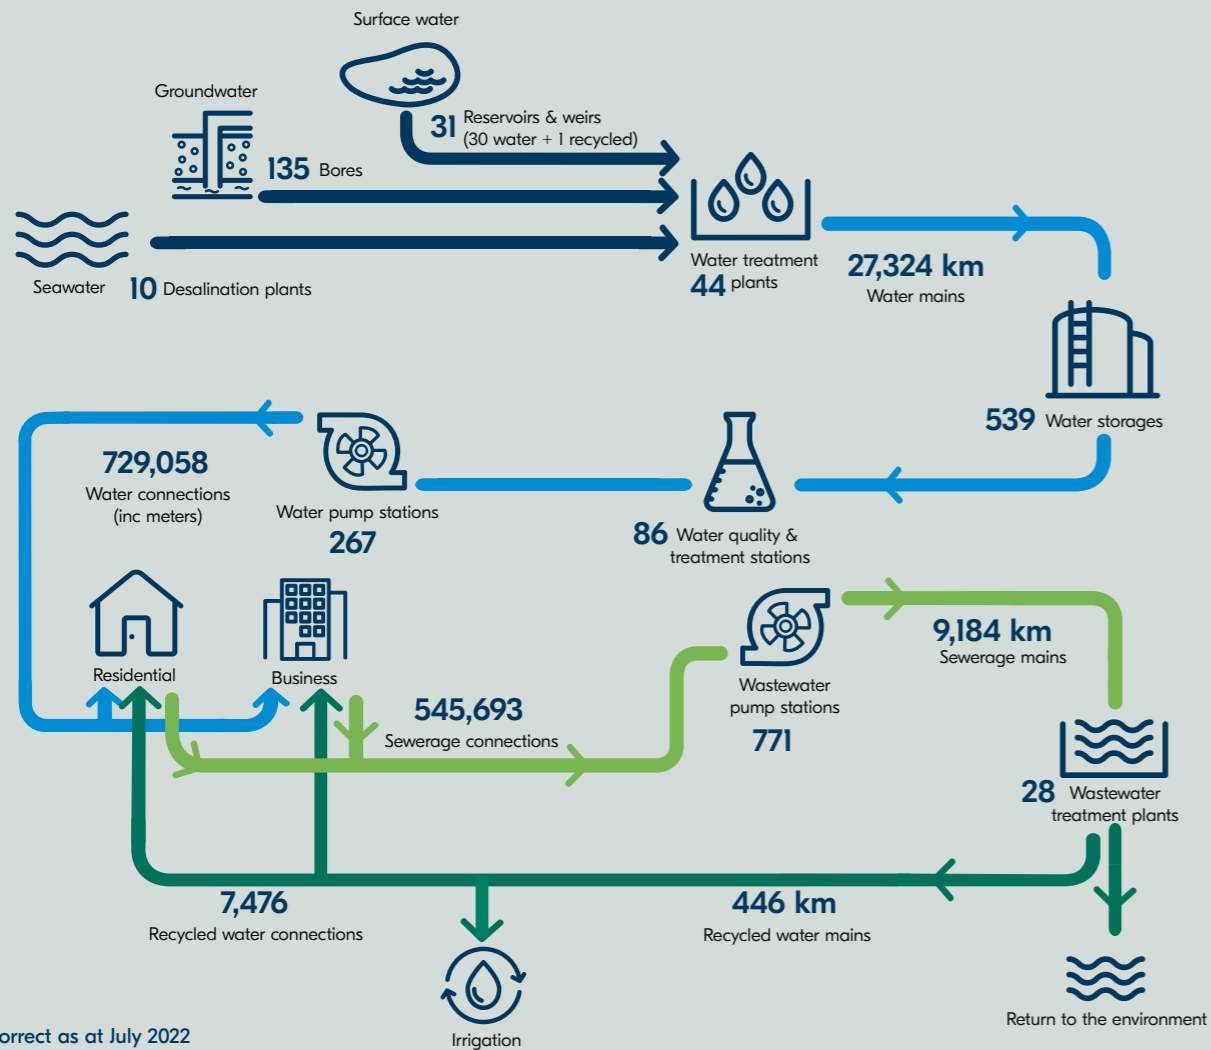 Surface water
Groundwater
31 Reservoirs & weirs
(30 water + 1 recycled)
135 Bores
Seawater
10 Desalination plants
Water treatment
44 plants
27,324 km
Water mains
539 Water storages
729,058
Water connections
(inc meters)
Water pump stations
267
86 Water quality &
treatment stations
Residential
Business
545,693
Sewerage connections
Wastewater
pump stations
771
9,184 km
Sewerage mains
28 Wastewater
treatment plants
7,476
Recycled water connections
446 km
Recycled water mains
Irrigation
Return to the environment
orrect as at July 2022